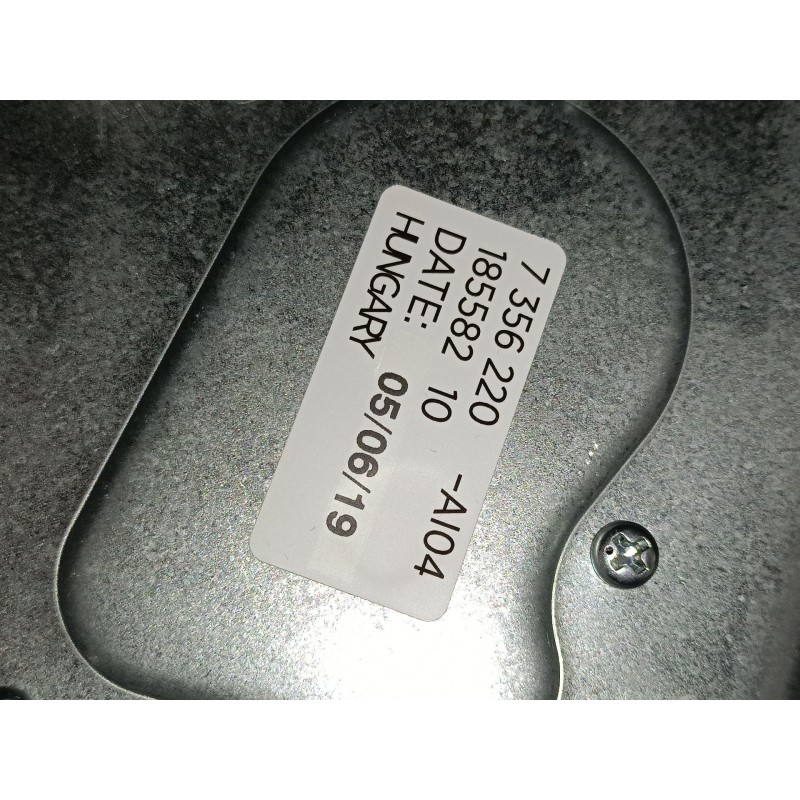 7 356 220 -AI04
185582 10
DATE: 05/06/19
HUNGARY